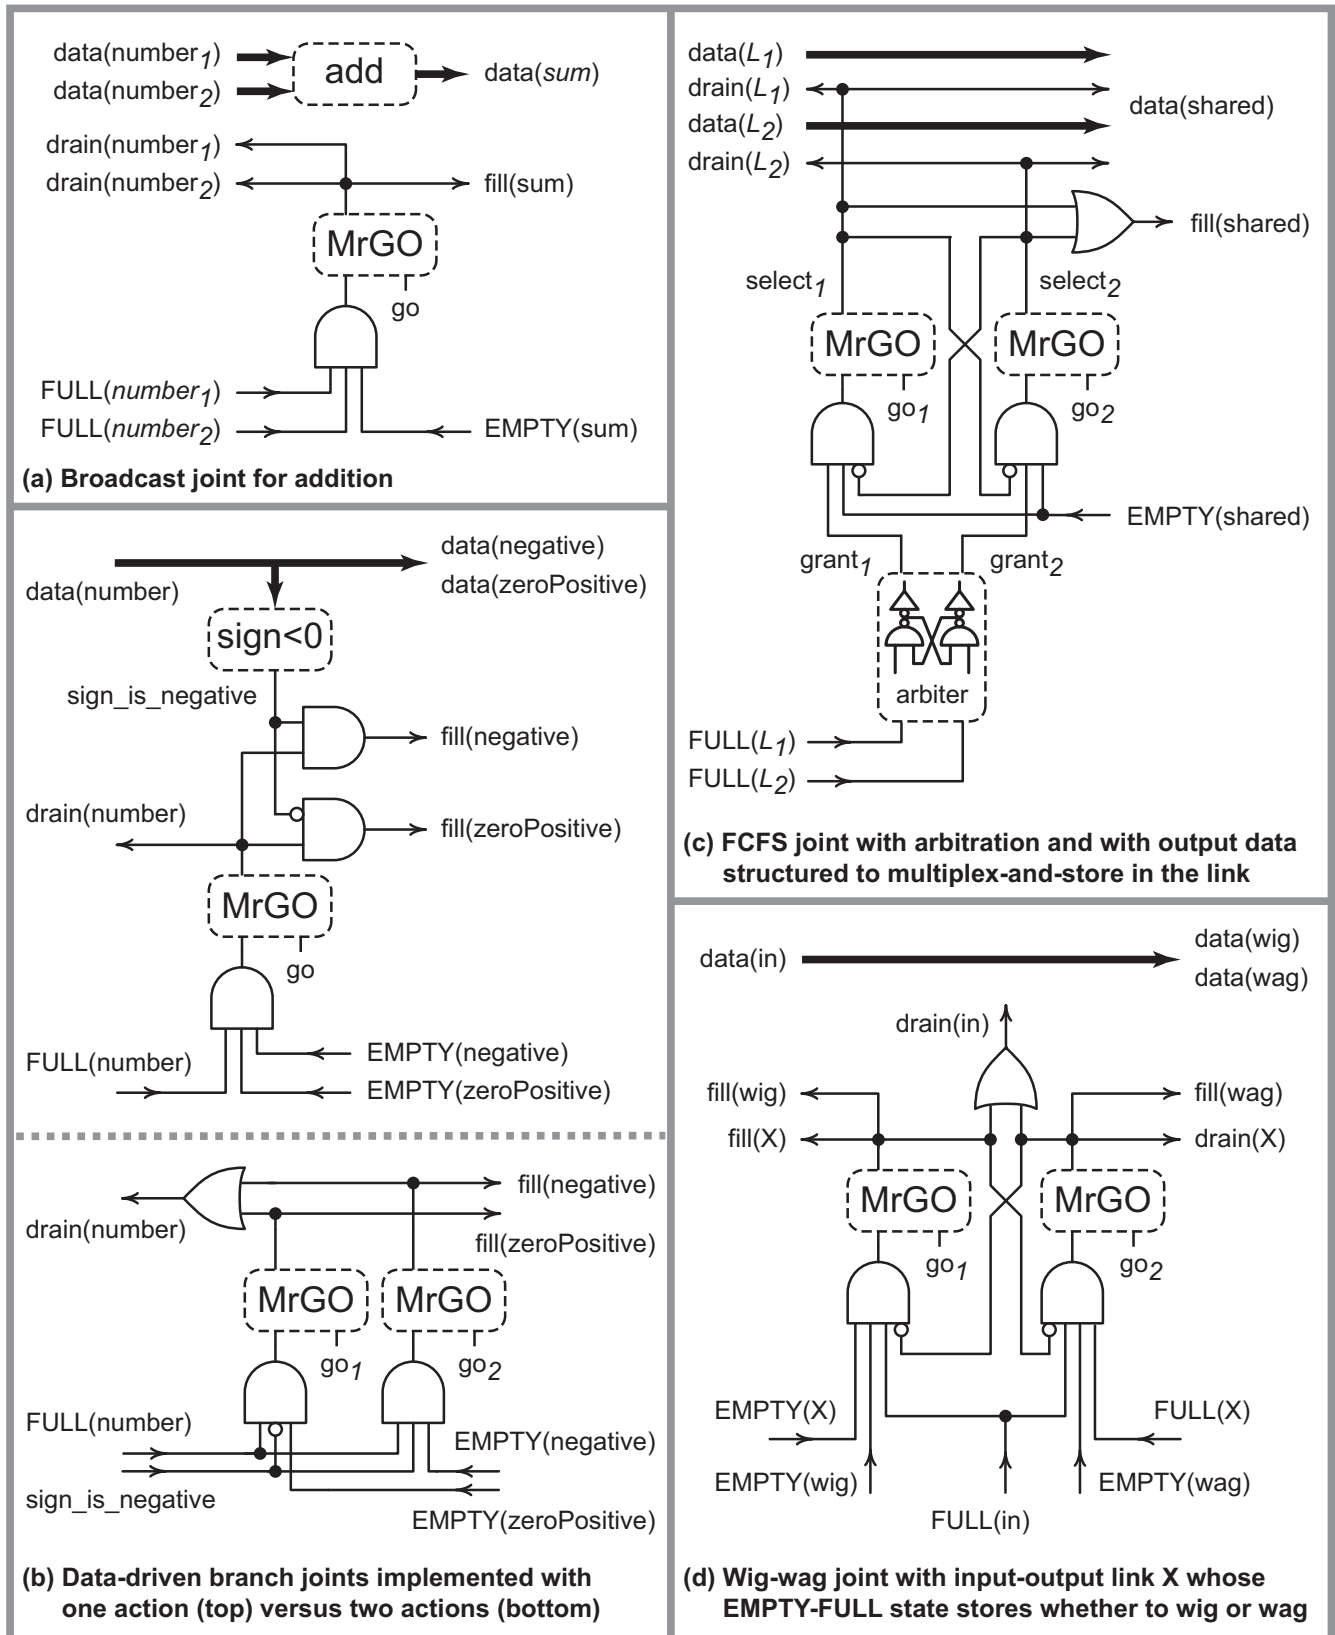 data(number1)
data(number2)
add
data(sum)
drain(number1)
drain(number2)
fill(sum)
MrGO
go
FULL(number1)
FULL(number2)
EMPTY(sum)
(a) Broadcast joint for addition
data(number)
data(negative)
data(zeroPositive)
sign<0
sign_is_negative
fill(negative)
drain(number)
fill(zeroPositive)
MrGO
go
FULL(number)
EMPTY(negative)
EMPTY(zeroPositive)
drain(number)
fill(negative)
fill(zeroPositive)
MrGO
MrGO
go1
go2
FULL(number)
EMPTY(negative)
sign_is_negative
EMPTY(zeroPositive)
(b) Data-driven branch joints implemented with
one action (top) versus two actions (bottom)
data(L1)
drain(L1)
data(shared)
data(L2)
drain(L2)
fill(shared)
select1
select2
MrGO
MrGO
go1
go2
EMPTY(shared)
grant1
grant2
arbiter
FULL(L1)
FULL(L2)
(c) FCFS joint with arbitration and with output data
structured to multiplex-and-store in the link
data(in)
data(wig)
data(wag)
drain(in)
fill(wig)
fill(wag)
fill(X)
drain(X)
MrGO
MrGO
go1
go2
EMPTY(X)
FULL(X)
EMPTY(wig)
EMPTY(wag)
FULL(in)
(d) Wig-wag joint with input-output link X whose
EMPTY-FULL state stores whether to wig or wag